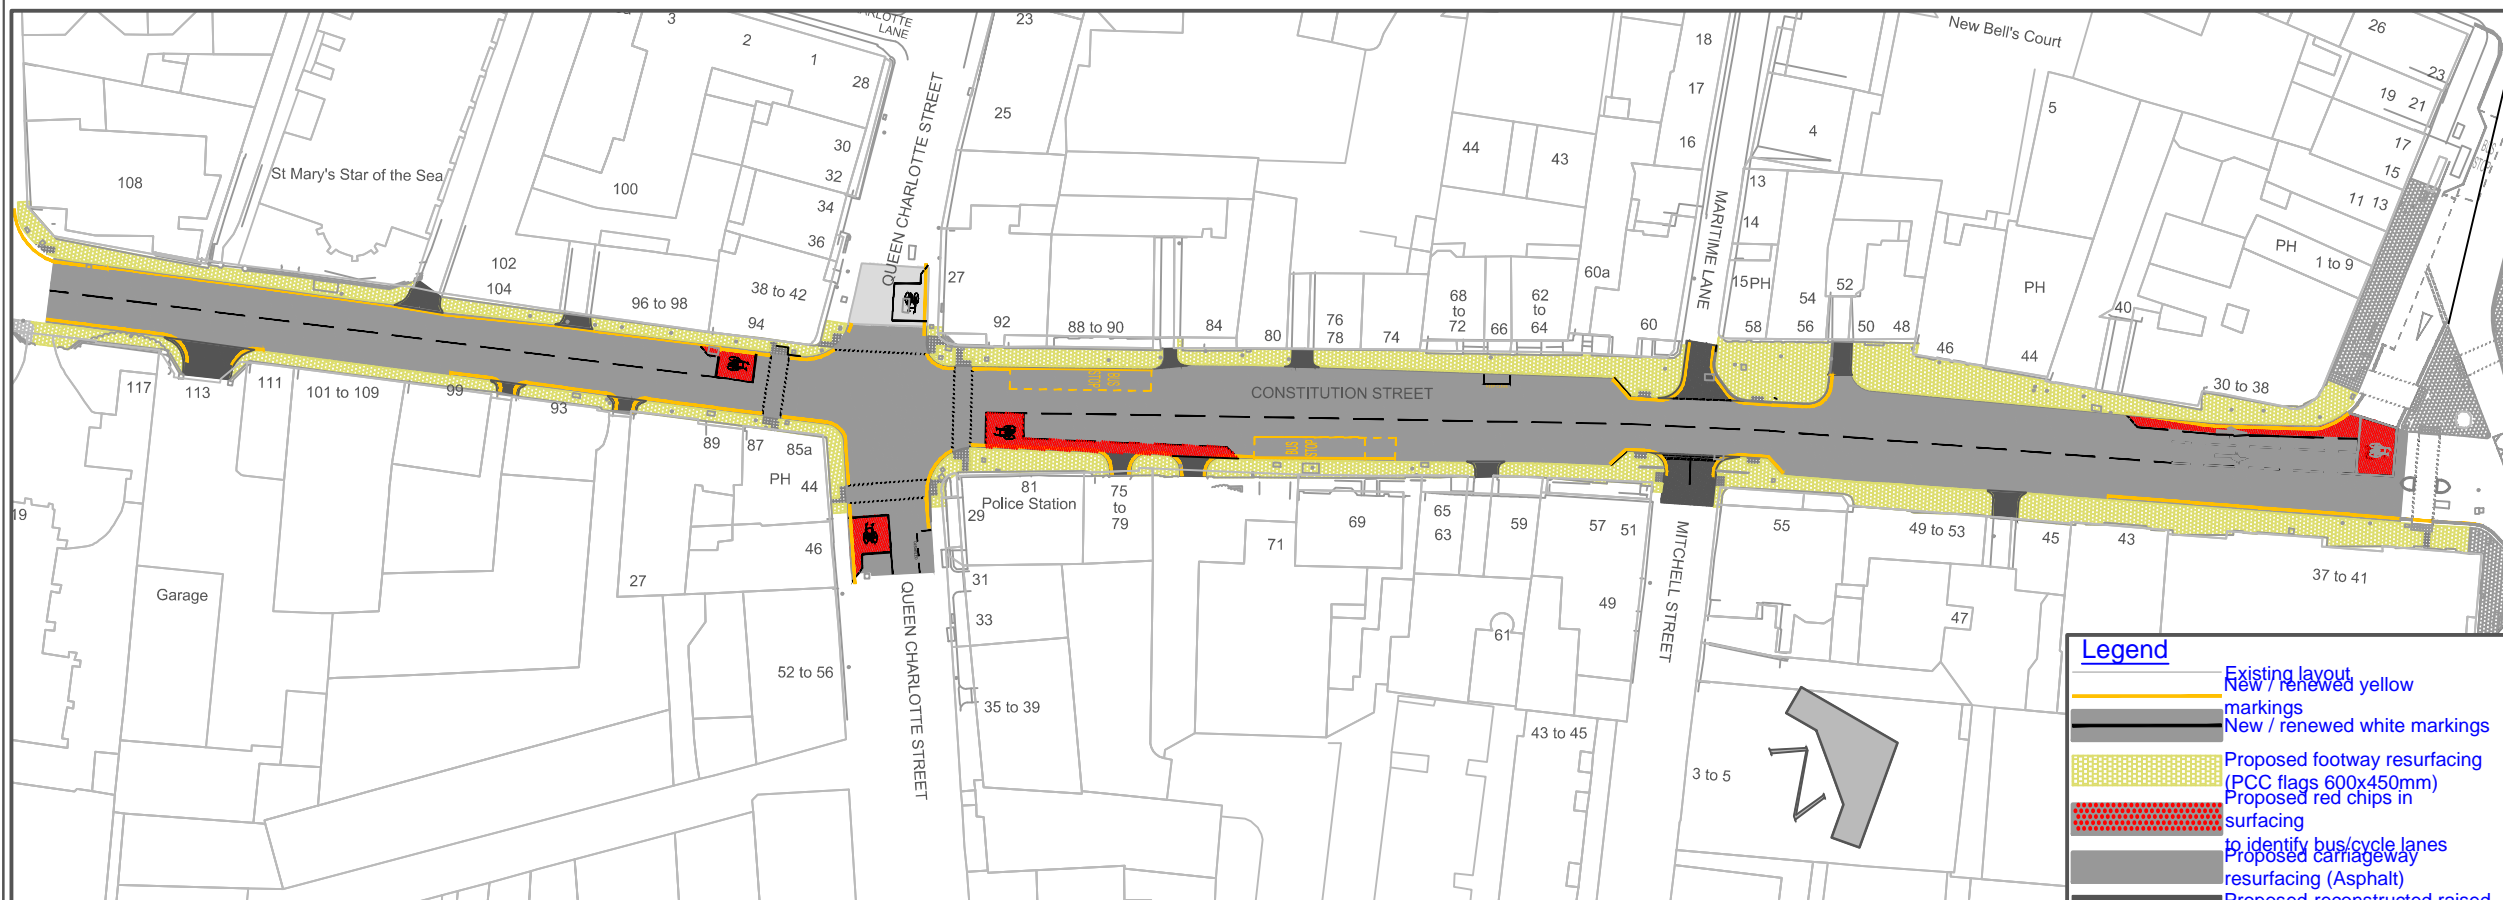 3
2
1
28
30
32
34
36
LANE
23
25
27
18
17
16
New Bell's Court
26
23
19
21
17
15
11 13
5
4
44
43
13
14
108
St Mary's Star of the Sea
100
102
104
96 to 98
38 to 42
94
QUEEN CHARLOTTE STREET
92
88 to 90
84
80
76
78
74
68
to
72
66
62
to
64
60a
60
MARITIME LANE
15PH
58
54
56
52
50
48
46
PH
44
40
PH
1 to 9
30 to 38
CONSTITUTION STREET
BUS
STOP
BUS
STOP
117
113
111
101 to 109
99
93
89
87
85a
PH
44
46
27
52 to 56
19
Garage
81
Police Station
75
to
79
29
31
33
35 to 39
QUEEN CHARLOTTE STREET
71
69
65
63
59
57
51
49
61
43 to 45
MITCHELL STREET
3 to 5
55
49 to 53
45
43
47
37 to 41
Legend
Existing layout
New / renewed yellow
markings
New / renewed white markings
Proposed footway resurfacing
(PCC flags 600x450mm)
Proposed red chips in
surfacing
to identify bus/cycle lanes
Proposed carriageway
resurfacing (Asphalt)
Proposed reconstructed raised